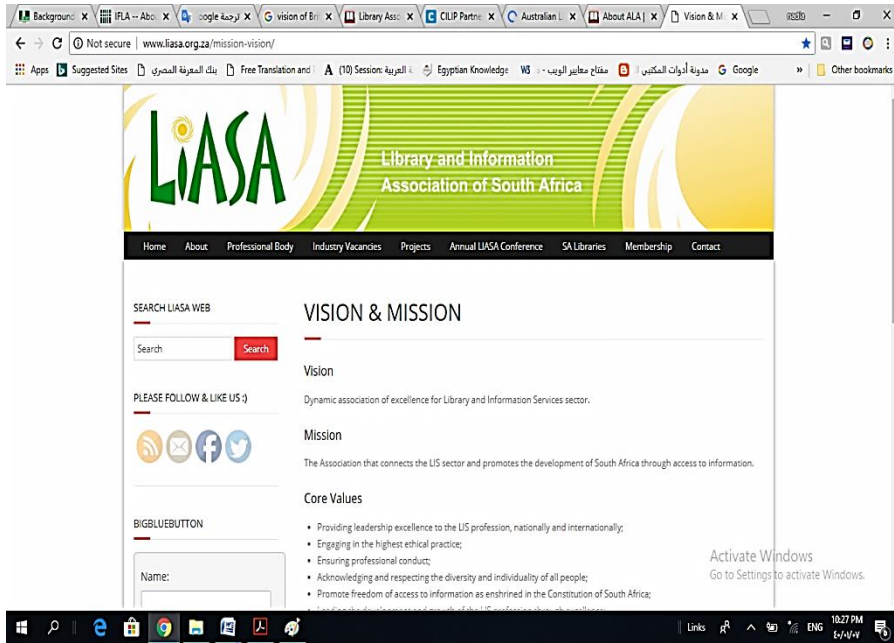 Background
IFLA -- Abou
ترجمة oogle
vision of Bri
Library Asso
CILIP Partne
Australian L
About ALA |
Vision & Mi
Not secure | www.liasa.org.za/mission-vision/
Apps Suggested Sites بنك المعرفة المصري Free Translation and (10) Session: العربية Egyptian Knowledge مفتاح معايير الويب - مدونة أدوات المكتبي Google » Other bookmarks
LiASA
Library and Information
Association of South Africa
Home About Professional Body Industry Vacancies Projects Annual LIASA Conference SA Libraries Membership Contact
SEARCH LIASA WEB
Search Search
PLEASE FOLLOW & LIKE US :)
BIGBLUEBUTTON
Name:
VISION & MISSION
Vision
Dynamic association of excellence for Library and Information Services sector.
Mission
The Association that connects the LIS sector and promotes the development of South Africa through access to information.
Core Values
• Providing leadership excellence to the LIS profession, nationally and internationally;
• Engaging in the highest ethical practice;
• Ensuring professional conduct;
• Acknowledging and respecting the diversity and individuality of all people;
• Promote freedom of access to information as enshrined in the Constitution of South Africa;
Activate Windows
Go to Settings to activate Windows.
Links ENG 10:27 PM